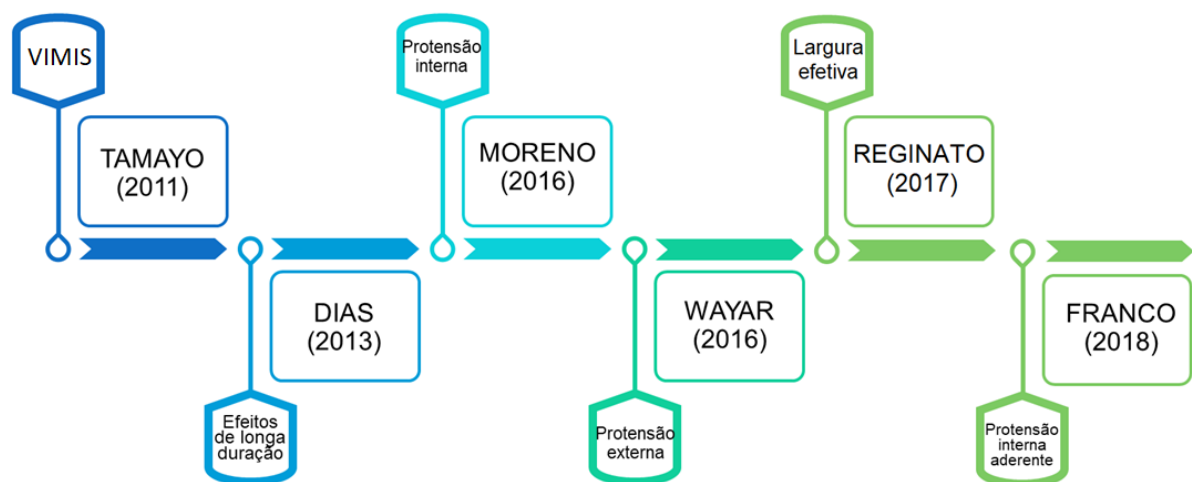 VIMIS
TAMAYO
(2011)
Efeitos
de longa
duração
DIAS
(2013)
Protensão
interna
MORENO
(2016)
Protensão
externa
WAYAR
(2016)
Largura
efetiva
REGINATO
(2017)
Protensão
interna
aderente
FRANCO
(2018)